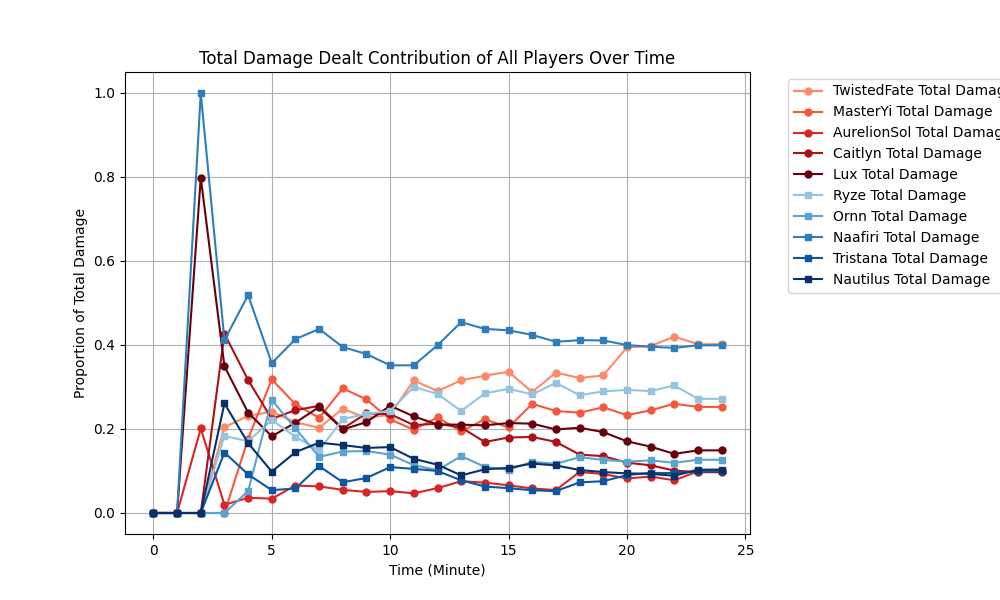 Total Damage Dealt Contribution of All Players Over Time
1.0
0.8
0.6
0.4
0.2
0.0
Proportion of Total Damage
0 5 10 15 20 25
Time (Minute)
TwistedFate Total Damag
MasterYi Total Damage
AurelionSol Total Damag
Caitlyn Total Damage
Lux Total Damage
Ryze Total Damage
Ornn Total Damage
Naafiri Total Damage
Tristana Total Damage
Nautilus Total Damage